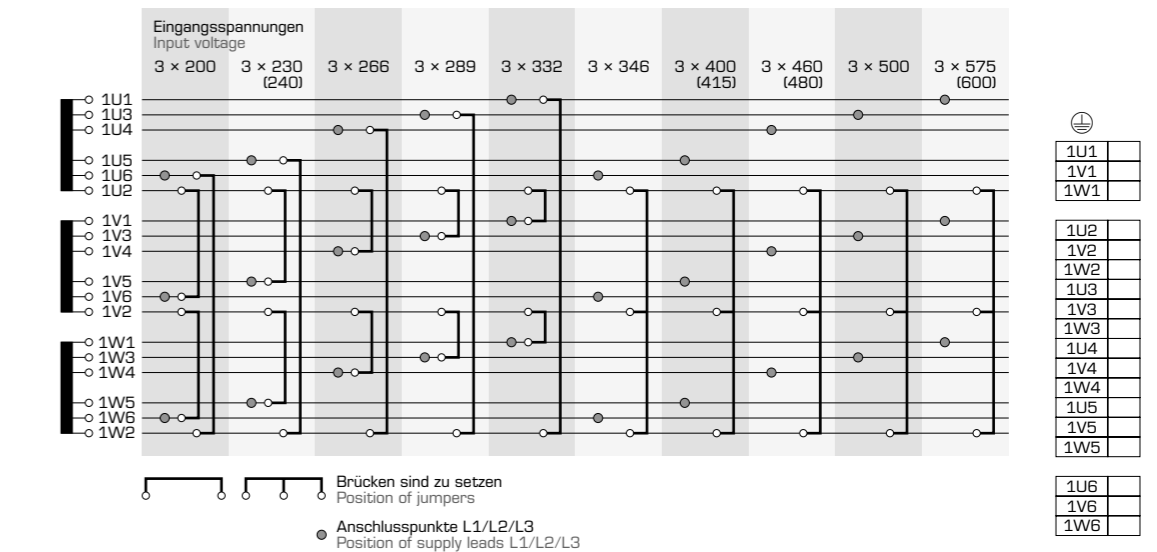 Eingangsspannungen
Input voltage
3 × 200 3 × 230 3 × 266 3 × 289 3 × 332 3 × 346 3 × 400 3 × 460 3 × 500 3 × 575
(240) (415) (480) (600)
1U1
1U3
1U4
1U5
1U6
1U2
1V1
1V3
1V4
1V5
1V6
1V2
1W1
1W3
1W4
1W5
1W6
1W2
Brücken sind zu setzen
Position of jumpers
Anschlusspunkte L1/L2/L3
Position of supply leads L1/L2/L3
1U1
1V1
1W1
1U2
1V2
1W2
1U3
1V3
1W3
1U4
1V4
1W4
1U5
1V5
1W5
1U6
1V6
1W6